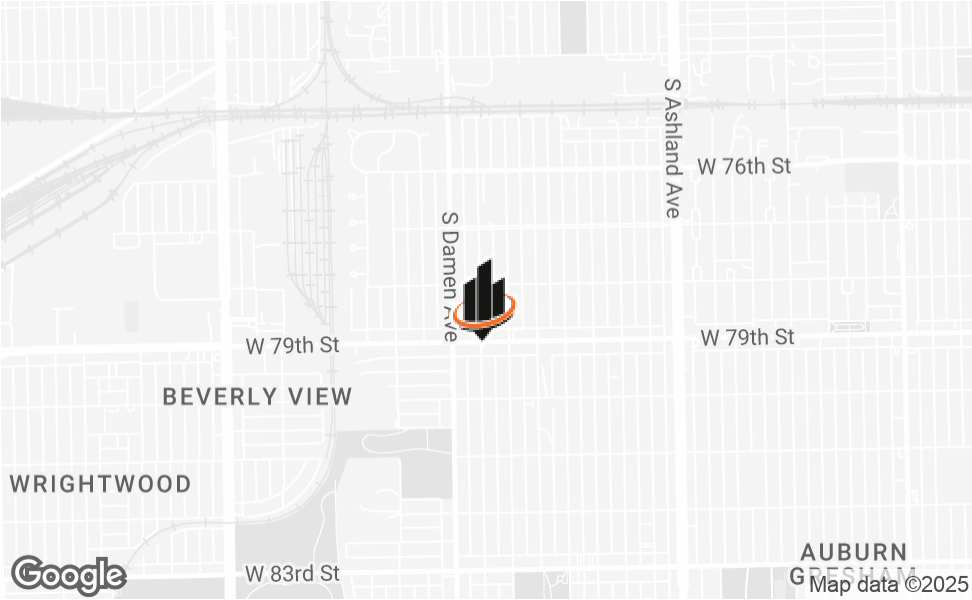 S Ashland Ave
W 76th St
S Damen Ave
W 79th St
W 79th St
BEVERLY VIEW
WRIGHTWOOD
AUBURN
GRESHAM
W 83rd St
Google
Map data ©2025